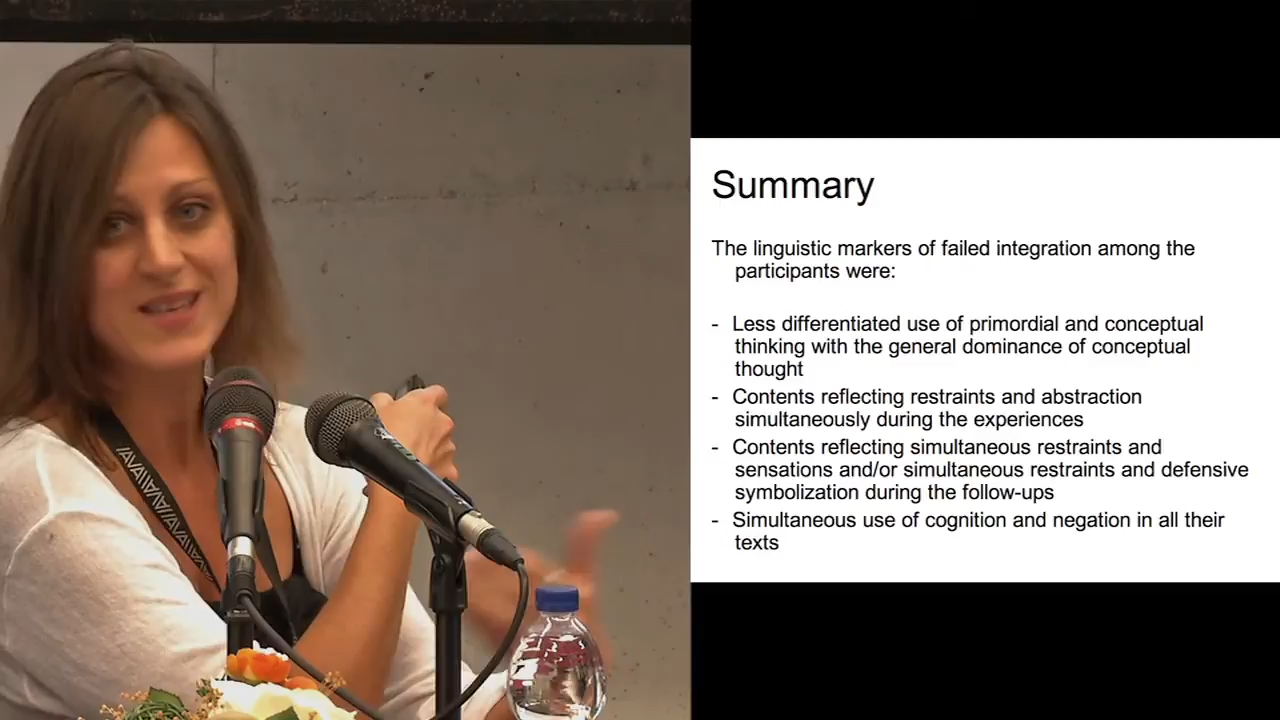 Summary
The linguistic markers of failed integration among the
participants were:
- Less differentiated use of primordial and conceptual
thinking with the general dominance of conceptual
thought
- Contents reflecting restraints and abstraction
simultaneously during the experiences
- Contents reflecting simultaneous restraints and
sensations and/or simultaneous restraints and defensive
symbolization during the follow-ups
- Simultaneous use of cognition and negation in all their
texts